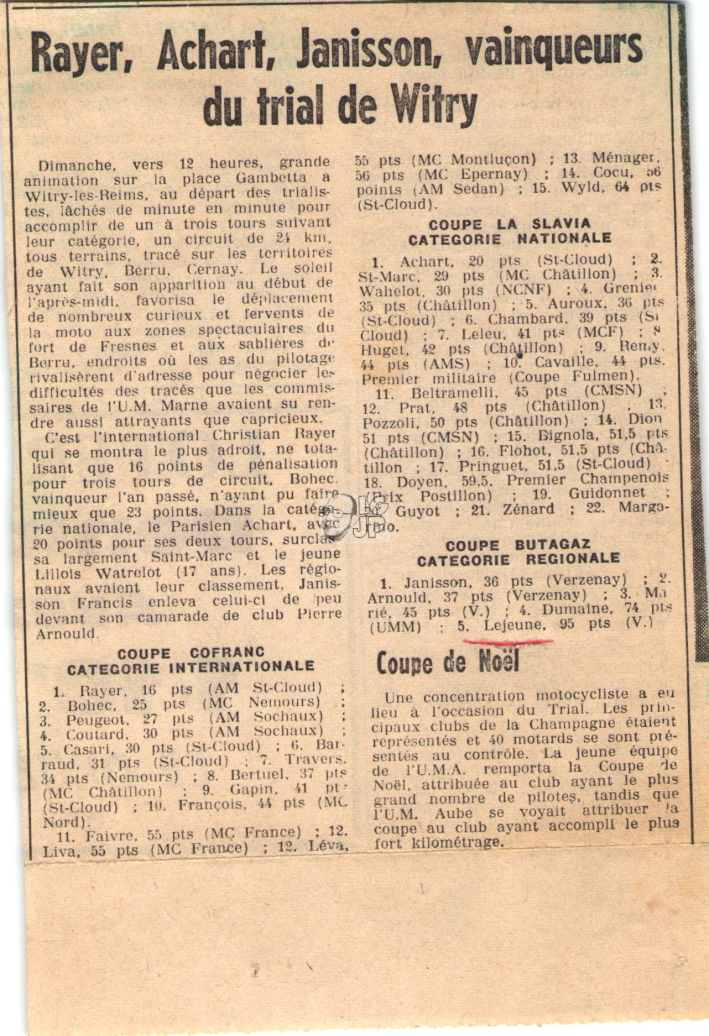 Rayer, Achart, Janisson, vainqueurs
du trial de Witry
Dimanche, vers 12 heures, grande
animation sur la place Gambetta a
Witry-les-Reims, au départ des trialis-
tes, lâchés de minute en minute pour
accomplir de un à trois tours suivant
leur catégorie, un circuit de 24 km,
tous terrains, tracé sur les territoires
de Witry, Berru, Cernay. Le soleil
ayant fait son apparition au début de
l'après-midi, favorisa le déplacement
de nombreux curieux et fervents de
la moto aux zones spectaculaires du
fort de Fresnes et aux sablières de
Berru, endroits où les as du pilotage
rivalisèrent d'adresse pour négocier les
difficultés des tracés que les commis-
saires de l'U.M. Marne avaient su ren-
dre aussi attrayants que capricieux.
C'est l'international Christian Rayer
qui se montra le plus adroit, ne tota-
lisant que 16 points de pénalisation
pour trois tours de circuit, Bohec,
vainqueur l'an passé, n'ayant pu faire
mieux que 23 points. Dans la catégo-
rie nationale, le Parisien Achart, avec
20 points pour ses deux tours, surclas-
sa largement Saint-Marc et le jeune
Lillois Watrelot (17 ans). Les régio-
naux avaient leur classement, Janis-
son Francis enleva celui-ci de peu
devant son camarade de club Pierre
Arnould.
COUPE COFRANC
CATEGORIE INTERNATIONALE
1. Rayer, 16 pts (AM St-Cloud) ;
2. Bohec, 25 pts (MC Nemours) ;
3. Peugeot, 27 pts (AM Sochaux) ;
4. Coutard, 30 pts (AM Sochaux) ;
5. Casari, 30 pts (St-Cloud) ; 6. Bar-
raud, 31 pts (St-Cloud) ; 7. Travers,
34 pts (Nemours) ; 8. Bertuel, 37 pts
(MC Châtillon) ; 9. Gapin, 41 pts
(St-Cloud) ; 10. François, 44 pts (MC
Nord).
11. Faivre, 55 pts (MC France) ; 12.
Liva, 55 pts (MC France) ; 12. Léva,
55 pts (MC Montluçon) ; 13. Ménager,
56 pts (MC Epernay) ; 14. Cocu, 56
points (AM Sedan) ; 15. Wyld, 64 pts
(St-Cloud).
COUPE LA SLAVIA
CATEGORIE NATIONALE
1. Achart, 20 pts (St-Cloud) ; 2.
St-Marc, 29 pts (MC Châtillon) ; 3.
Wahelot, 30 pts (NCNF) ; 4. Grenier
35 pts (Châtillon) ; 5. Auroux, 36 pts
(St-Cloud) ; 6. Chambard, 39 pts (St
Cloud) ; 7. Leleu, 41 pts (MCF) ; 8
Huget, 42 pts (Châtillon) ; 9. Remy,
44 pts (AMS) ; 10. Cavaille, 44 pts,
Premier militaire (Coupe Fulmen).
11. Beltramelli, 45 pts (CMSN) ;
12. Prat, 48 pts (Châtillon) ; 13.
Pozzoli, 50 pts (Châtillon) ; 14. Dion
51 pts (CMSN) ; 15. Bignola, 51,5 pts
(Châtillon) ; 16. Flohot, 51,5 pts (Châ-
tillon ; 17. Pringuet, 51,5 (St-Cloud)
18. Doyen, 59,5. Premier Champenois
(Prix Postillon) ; 19. Guidonnet ;
Guyot ; 21. Zénard ; 22. Marga-
do.
COUPE BUTAGAZ
CATEGORIE REGIONALE
1. Janisson, 36 pts (Verzenay) ; 2.
Arnould, 37 pts (Verzenay) ; 3. Ma
rié, 45 pts (V.) ; 4. Dumaine, 74 pts
(UMM) ; 5. Lejeune, 95 pts (V.)
Coupe de Noël
Une concentration motocycliste a eu
lieu à l'occasion du Trial. Les prin-
cipaux clubs de la Champagne étaient
représentés et 40 motards se sont pré-
sentés au contrôle. La jeune équipe
de l'U.M.A. remporta la Coupe de
Noël, attribuée au club ayant le plus
grand nombre de pilotes, tandis que
l'U.M. Aube se voyait attribuer la
coupe au club ayant accompli le plus
fort kilométrage.